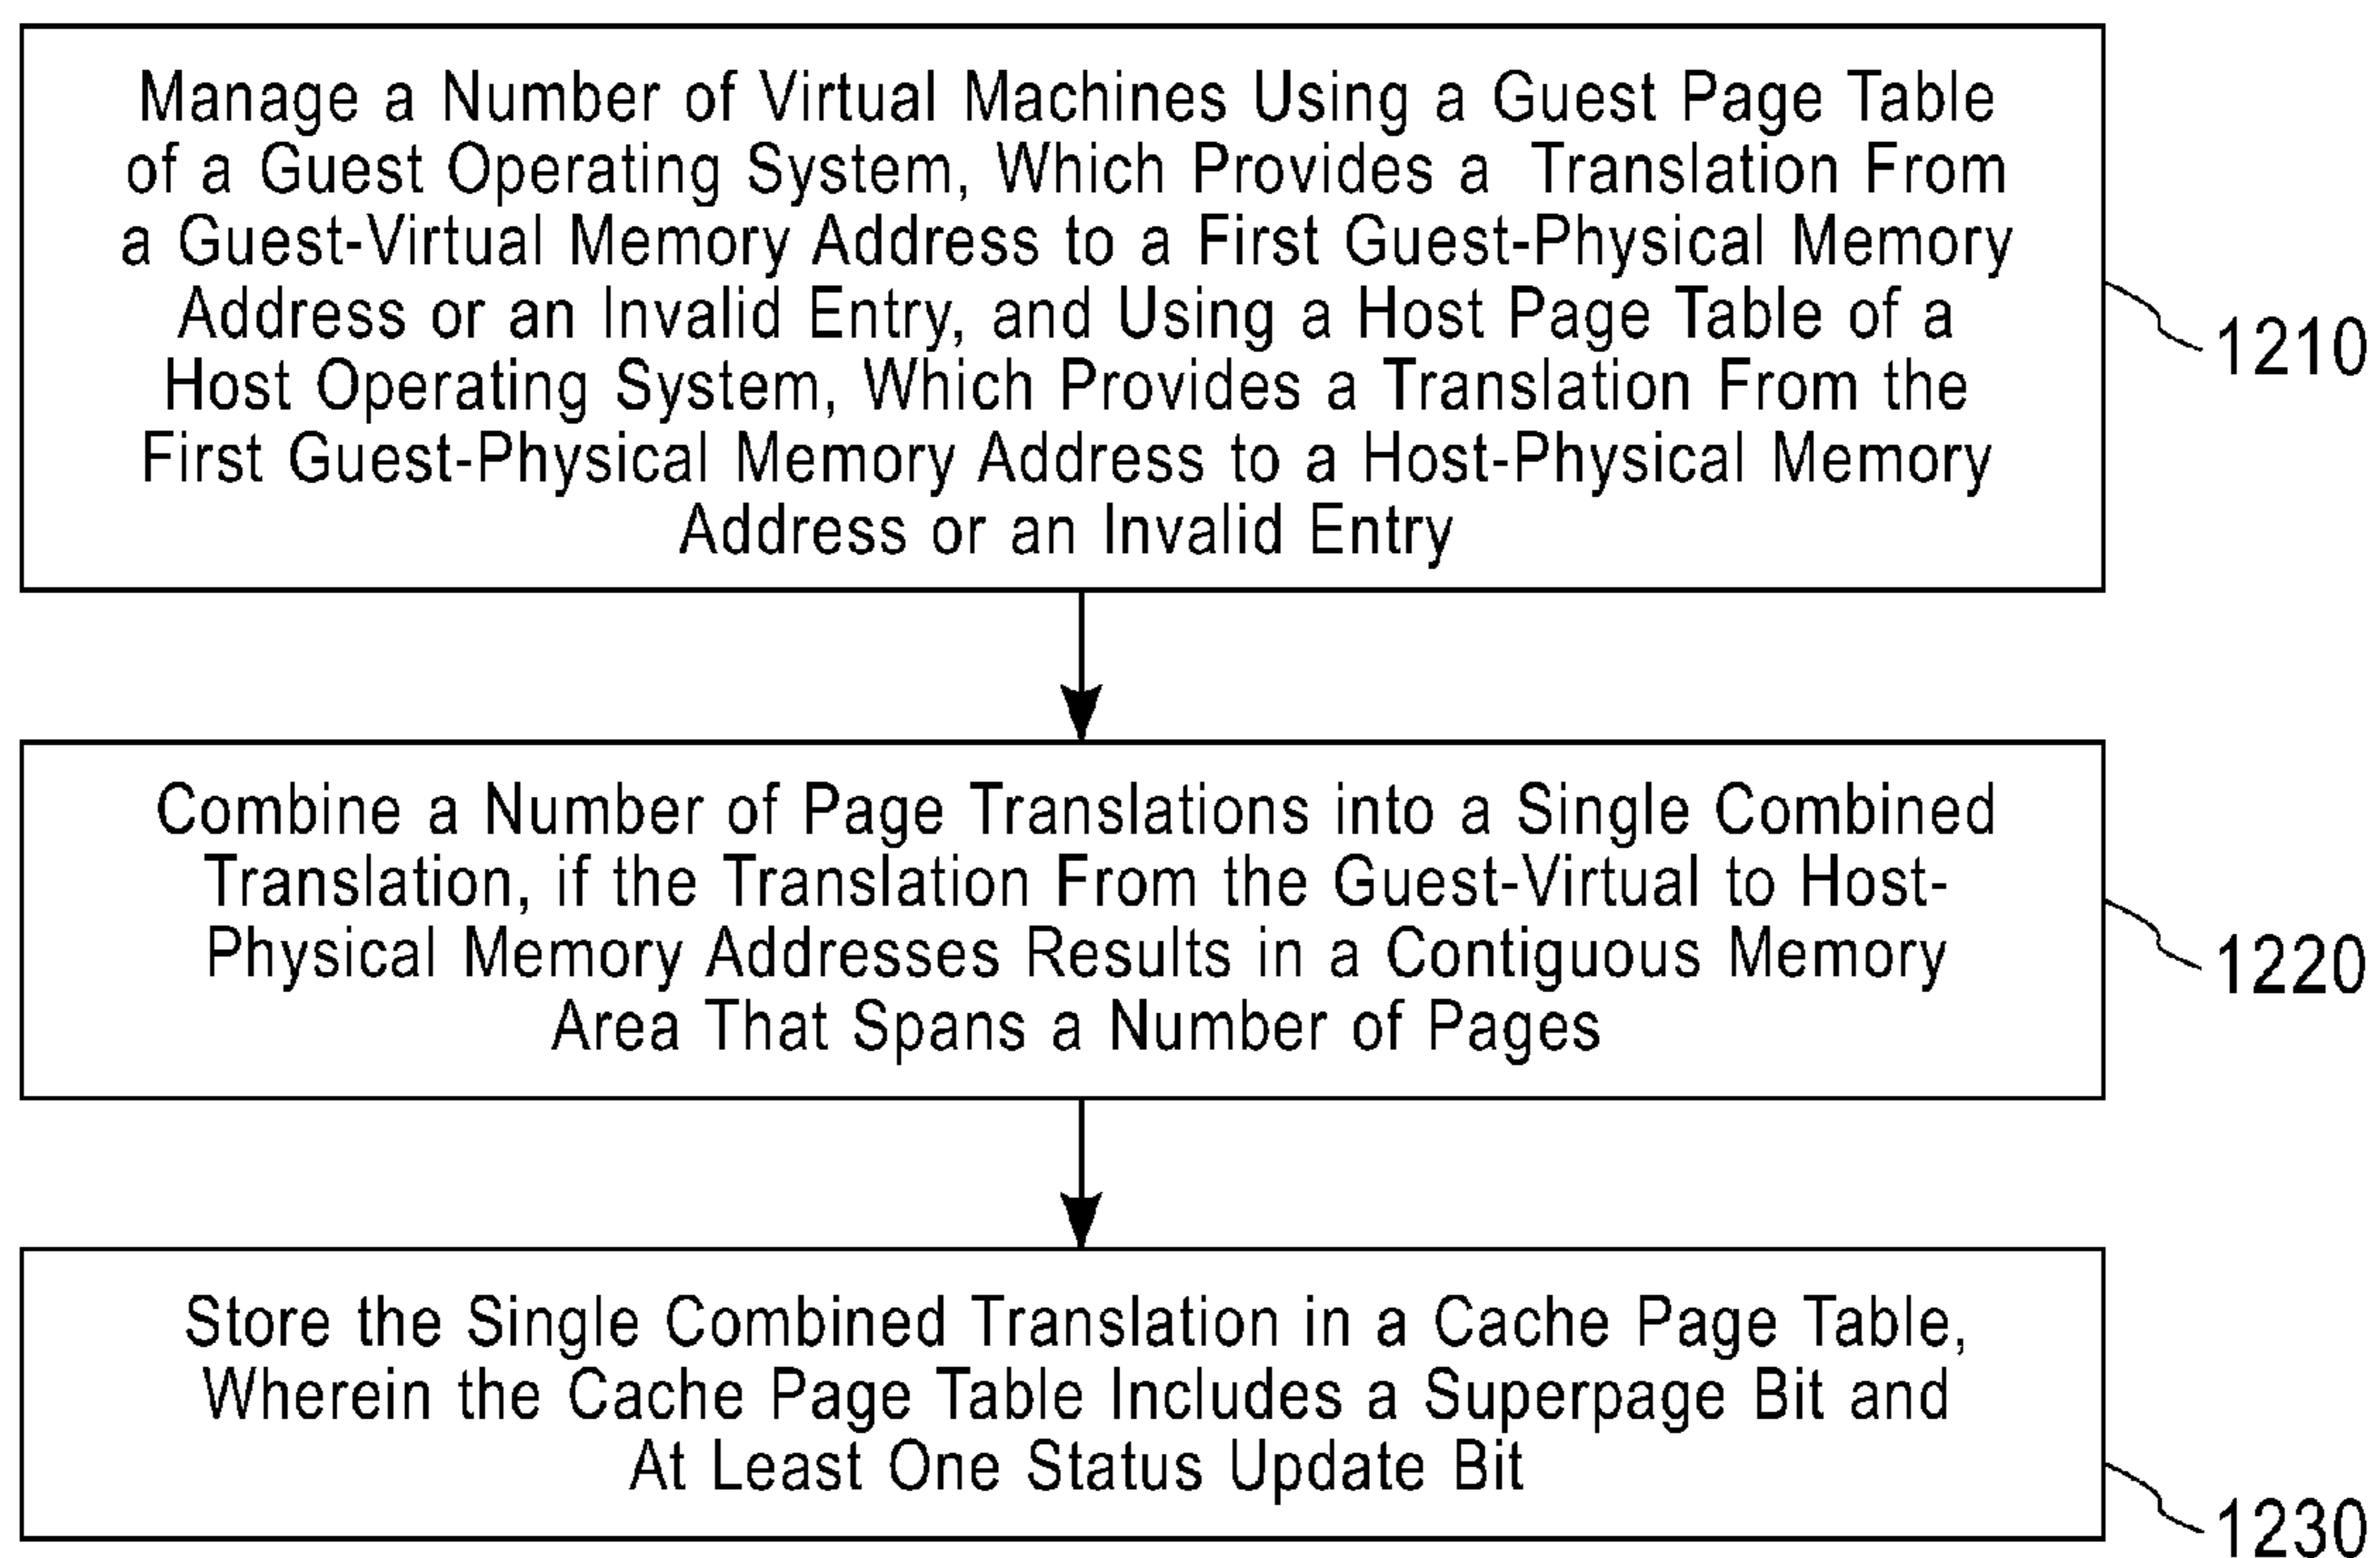 Manage a Number of Virtual Machines Using a Guest Page Table
of a Guest Operating System, Which Provides a Translation From
a Guest-Virtual Memory Address to a First Guest-Physical Memory
Address or an Invalid Entry, and Using a Host Page Table of a
Host Operating System, Which Provides a Translation From the
First Guest-Physical Memory Address to a Host-Physical Memory
Address or an Invalid Entry
1210
Combine a Number of Page Translations into a Single Combined
Translation, if the Translation From the Guest-Virtual to Host-
Physical Memory Addresses Results in a Contiguous Memory
Area That Spans a Number of Pages
1220
Store the Single Combined Translation in a Cache Page Table,
Wherein the Cache Page Table Includes a Superpage Bit and
At Least One Status Update Bit
1230